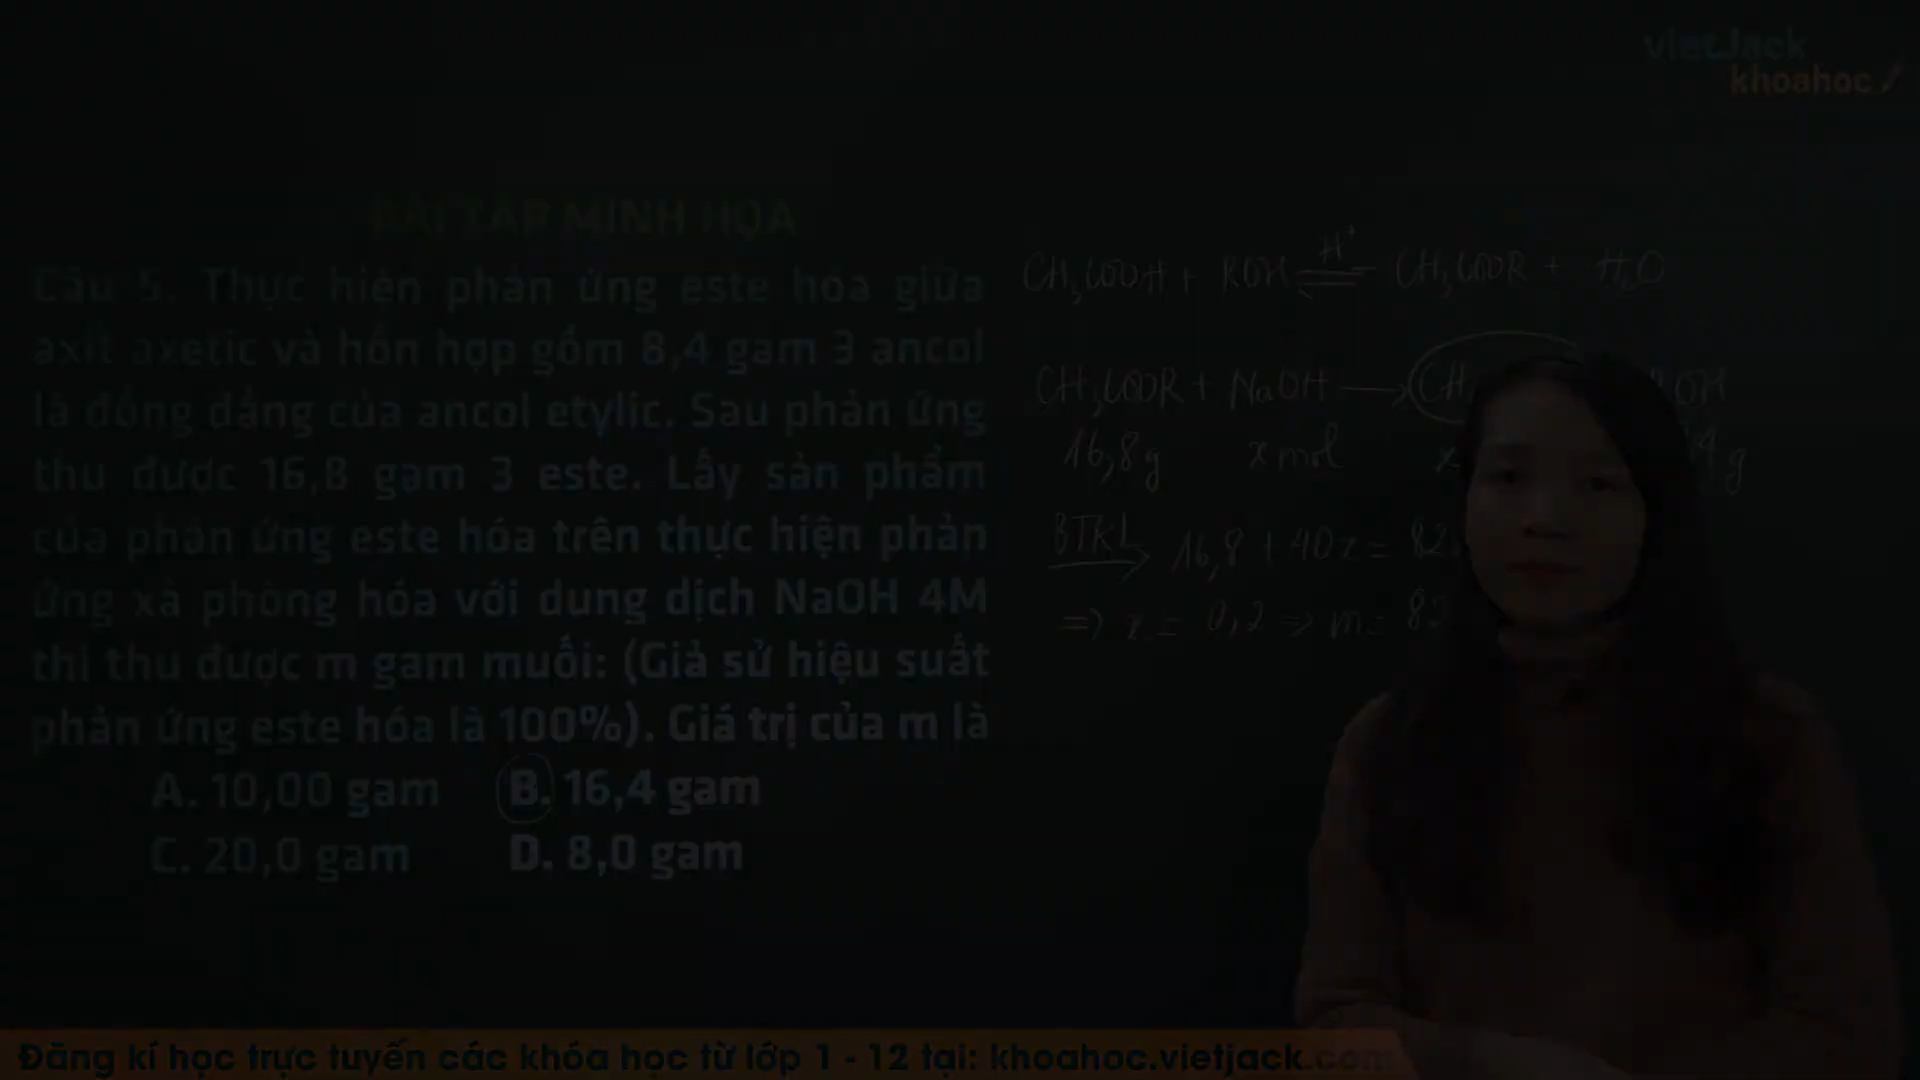 vietJack
khoahoc
BÀI TẬP MINH HỌA
Câu 5. Thực hiện phản ứng este hóa giữa
axit axetic và hỗn hợp gồm 8,4 gam 3 ancol
là đồng đẳng của ancol etylic. Sau phản ứng
thu được 16,8 gam 3 este. Lấy sản phẩm
của phản ứng este hóa trên thực hiện phản
ứng xà phòng hóa với dung dịch NaOH 4M
thì thu được m gam muối: (Giả sử hiệu suất
phản ứng este hóa là 100%). Giá trị của m là
A. 10,00 gam B. 16,4 gam
C. 20,0 gam D. 8,0 gam
CH₃COOH + ROH ⇌ H⁺ CH₃COOR + H₂O
CH₃COOR + NaOH → CH OH
16,8g x mol x 4 g
BTKL → 16,8 + 40x = 82
=> x = 0,2 => m = 82
Đăng kí học trực tuyến các khóa học từ lớp 1 - 12 tại: khoahoc.vietjack.com